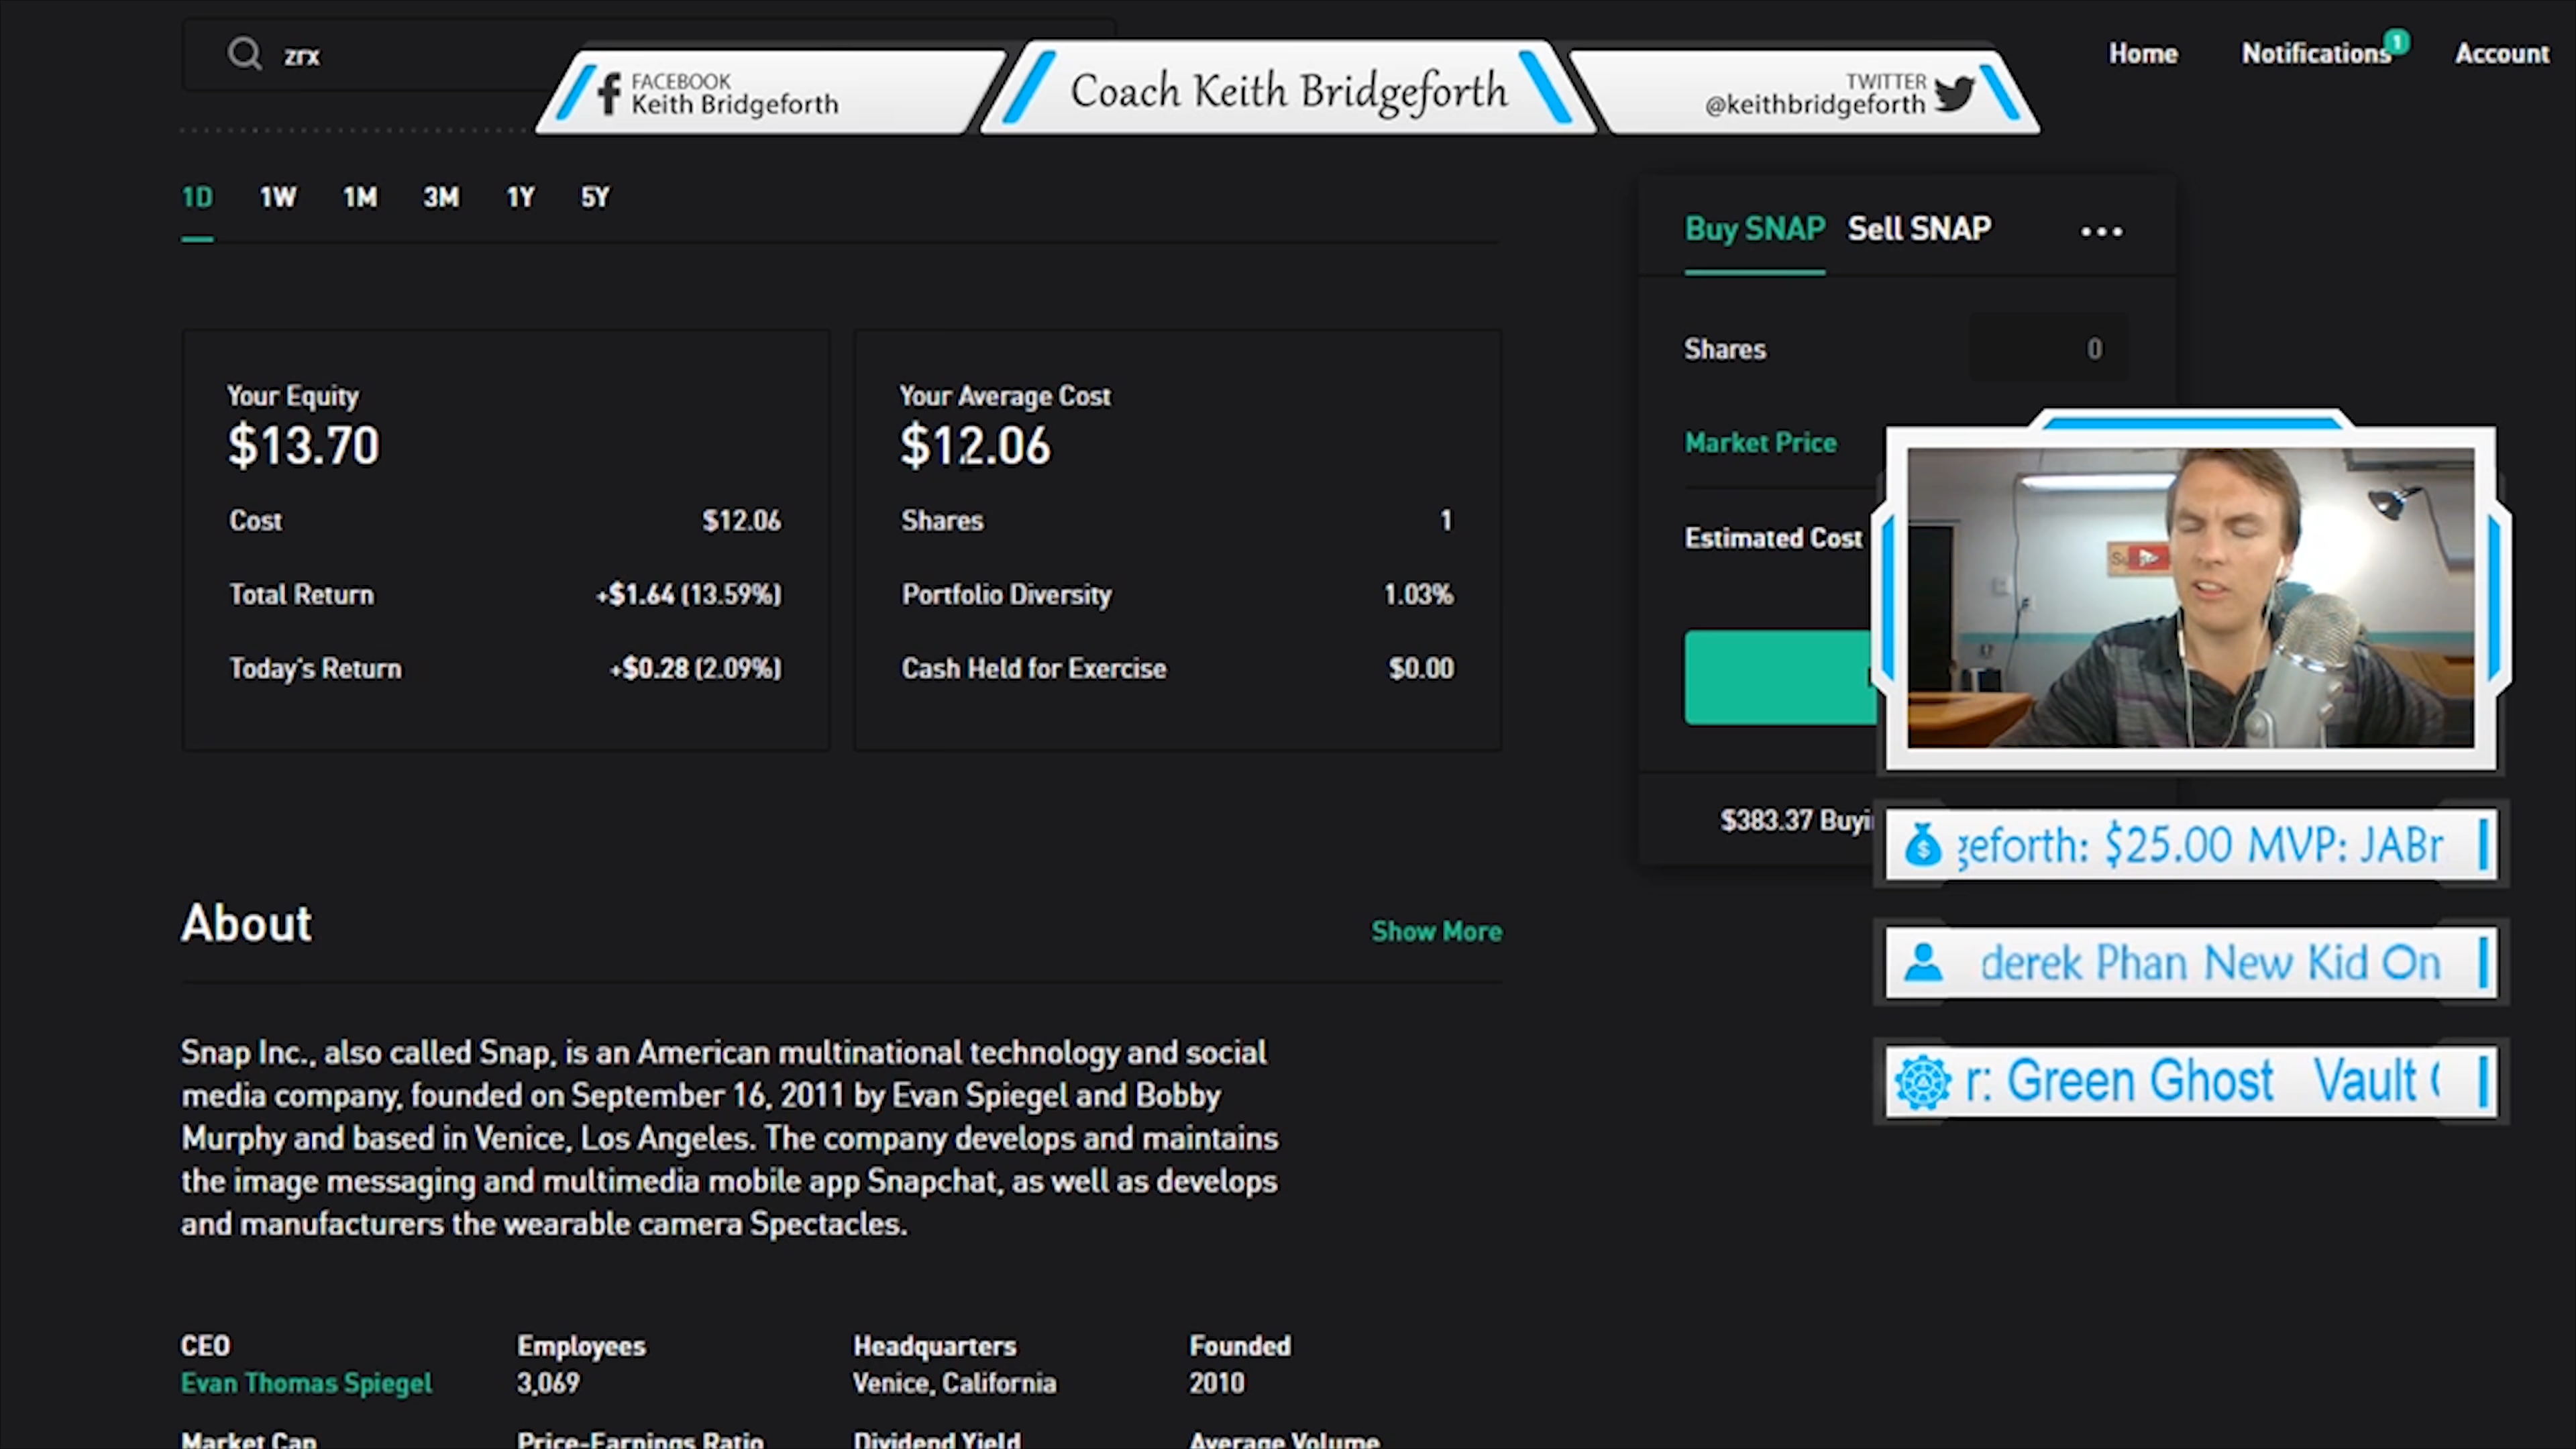 zrx
FACEBOOK
Keith Bridgeforth
Coach Keith Bridgeforth
TWITTER
@keithbridgeforth
Home Notifications 1 Account
1D 1W 1M 3M 1Y 5Y
Buy SNAP Sell SNAP
Shares 0
Market Price
Estimated Cost
$383.37 Buyi
Your Equity
$13.70
Cost $12.06
Total Return +$1.64 (13.59%)
Today's Return +$0.28 (2.09%)
Your Average Cost
$12.06
Shares 1
Portfolio Diversity 1.03%
Cash Held for Exercise $0.00
geforth: $25.00 MVP: JABr
derek Phan New Kid On
r: Green Ghost Vault
About
Show More
Snap Inc., also called Snap, is an American multinational technology and social
media company, founded on September 16, 2011 by Evan Spiegel and Bobby
Murphy and based in Venice, Los Angeles. The company develops and maintains
the image messaging and multimedia mobile app Snapchat, as well as develops
and manufacturers the wearable camera Spectacles.
CEO Employees Headquarters Founded
Evan Thomas Spiegel 3,069 Venice, California 2010
Market Cap Price-Earnings Ratio Dividend Yield Average Volume